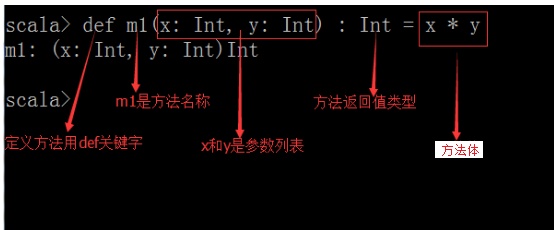 scala> def m1(x: Int, y: Int) : Int = x * y
m1: (x: Int, y: Int)Int
scala>
m1是方法名称
方法返回值类型
定义方法用def关键字
x和y是参数列表
方法体